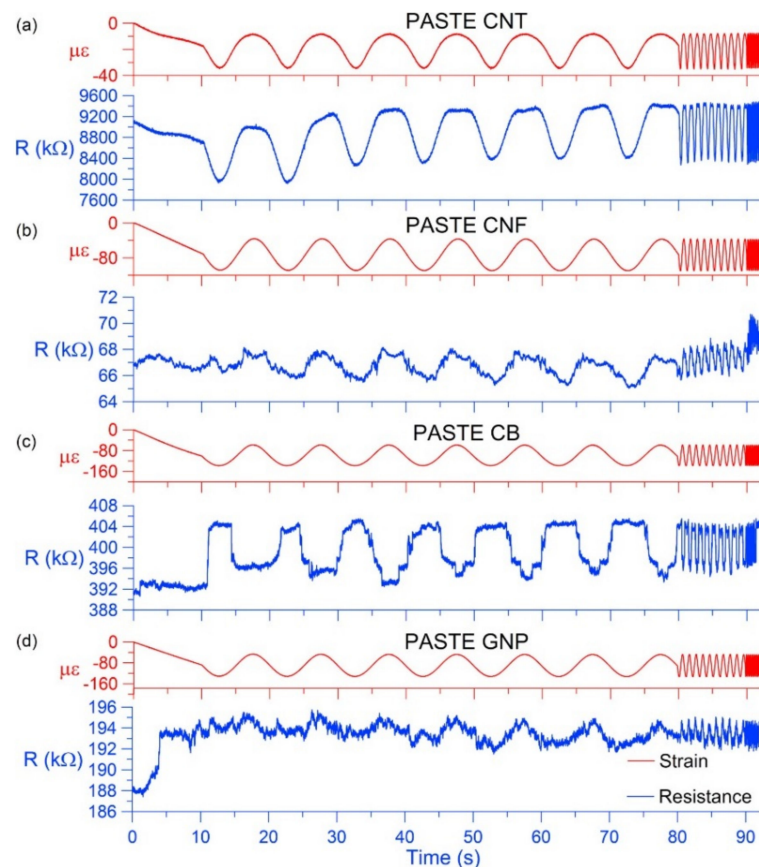 (a) PASTE CNT
0
με
-40
9600
9200
8800
R (kΩ)
8400
8000
7600
(b) PASTE CNF
0
με
-80
72
70
R (kΩ)
68
66
64
(c) PASTE CB
0
με
-80
-160
408
404
R (kΩ)
400
396
392
388
(d) PASTE GNP
0
με
-80
-160
196
194
R (kΩ)
192
190
188
186
Strain
Resistance
0 10 20 30 40 50 60 70 80 90
Time (s)